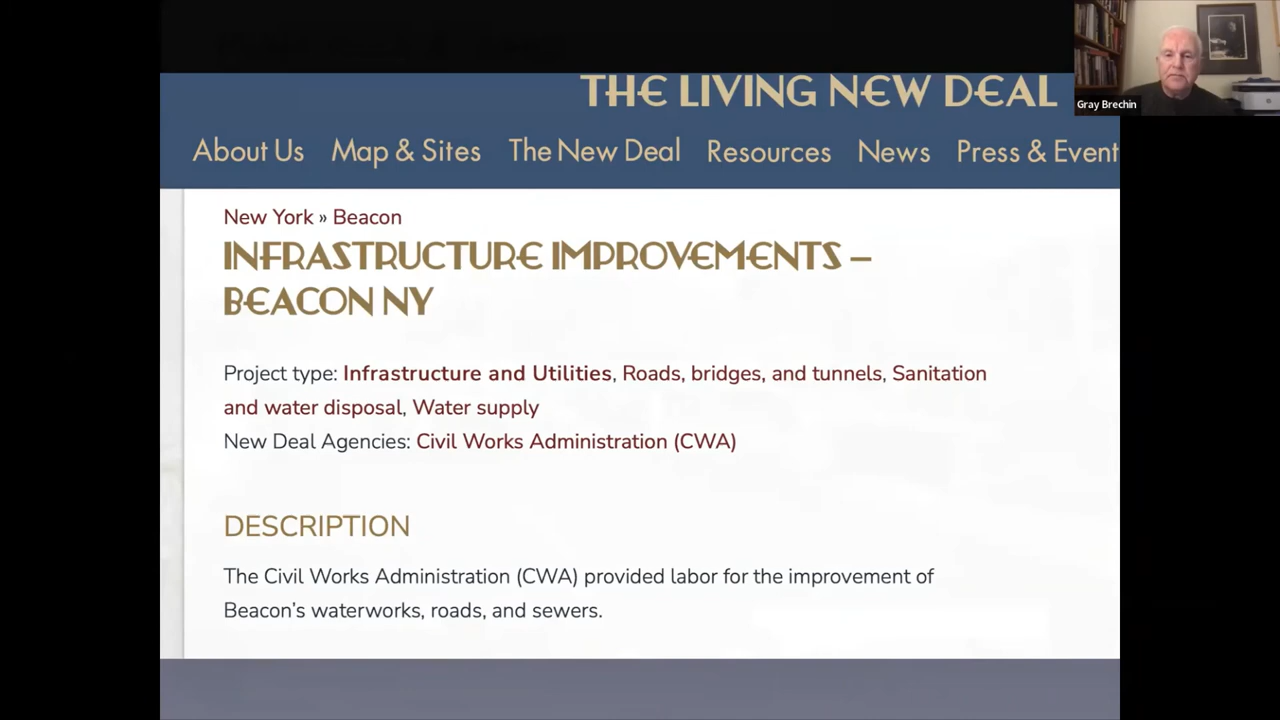 THE LIVING NEW DEAL
Gray Brechin
About Us Map & Sites The New Deal Resources News Press & Event
New York » Beacon
INFRASTRUCTURE IMPROVEMENTS –
BEACON NY
Project type: Infrastructure and Utilities, Roads, bridges, and tunnels, Sanitation
and water disposal, Water supply
New Deal Agencies: Civil Works Administration (CWA)
DESCRIPTION
The Civil Works Administration (CWA) provided labor for the improvement of
Beacon’s waterworks, roads, and sewers.